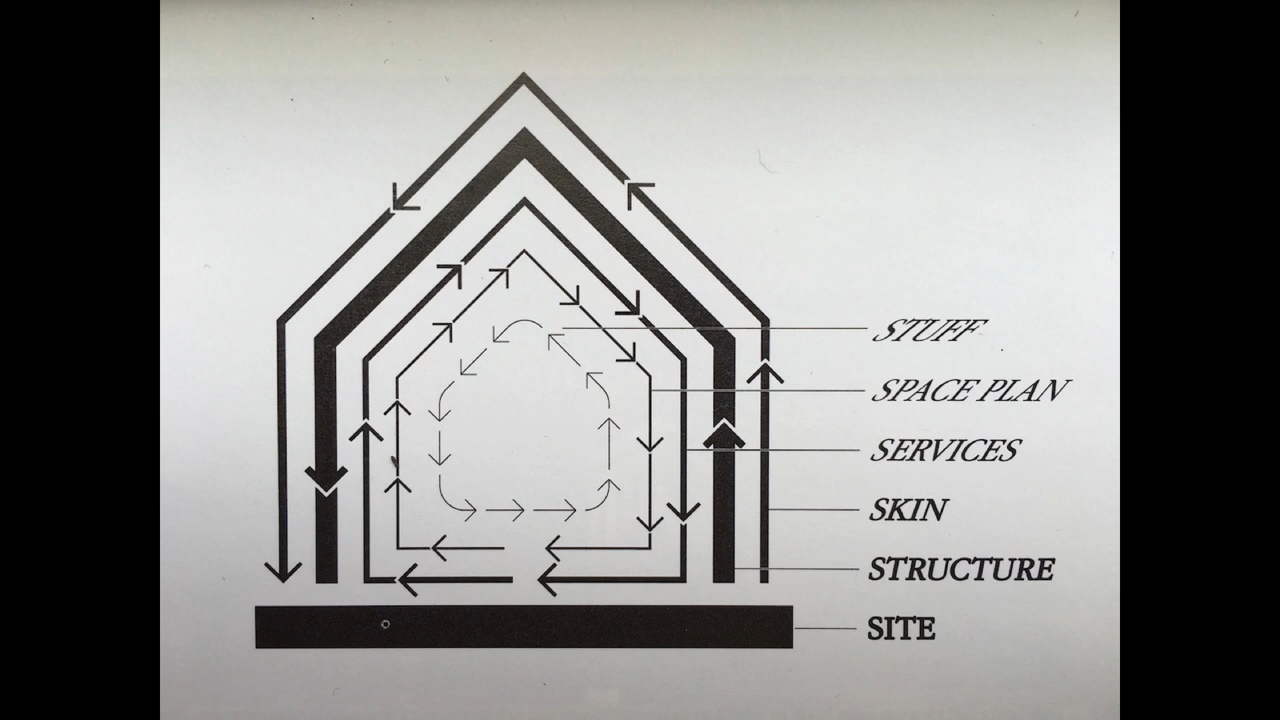 STUFF
SPACE PLAN
SERVICES
SKIN
STRUCTURE
SITE